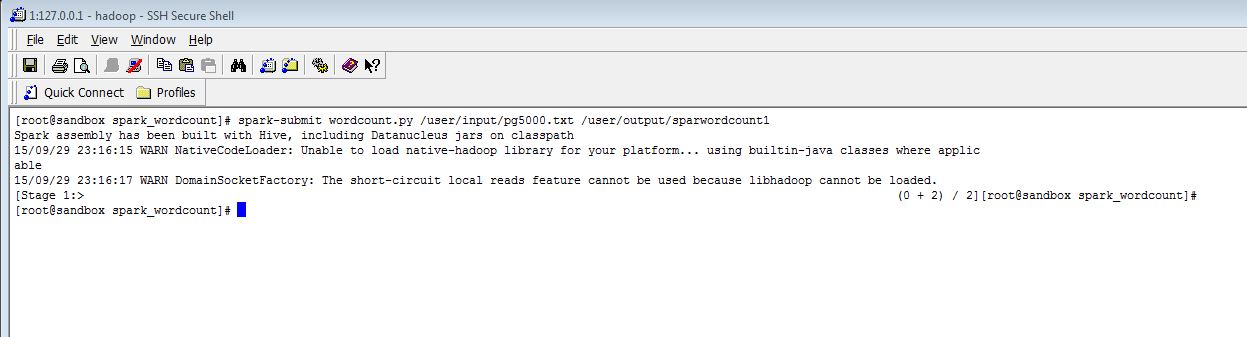 1:127.0.0.1 - hadoop - SSH Secure Shell
File Edit View Window Help
Quick Connect Profiles
[root@sandbox spark_wordcount]# spark-submit wordcount.py /user/input/pg5000.txt /user/output/sparwordcount1
Spark assembly has been built with Hive, including Datanucleus jars on classpath
15/09/29 23:16:15 WARN NativeCodeLoader: Unable to load native-hadoop library for your platform... using builtin-java classes where applic
able
15/09/29 23:16:17 WARN DomainSocketFactory: The short-circuit local reads feature cannot be used because libhadoop cannot be loaded.
[Stage 1:> (0 + 2) / 2][root@sandbox spark_wordcount]#
[root@sandbox spark_wordcount]#